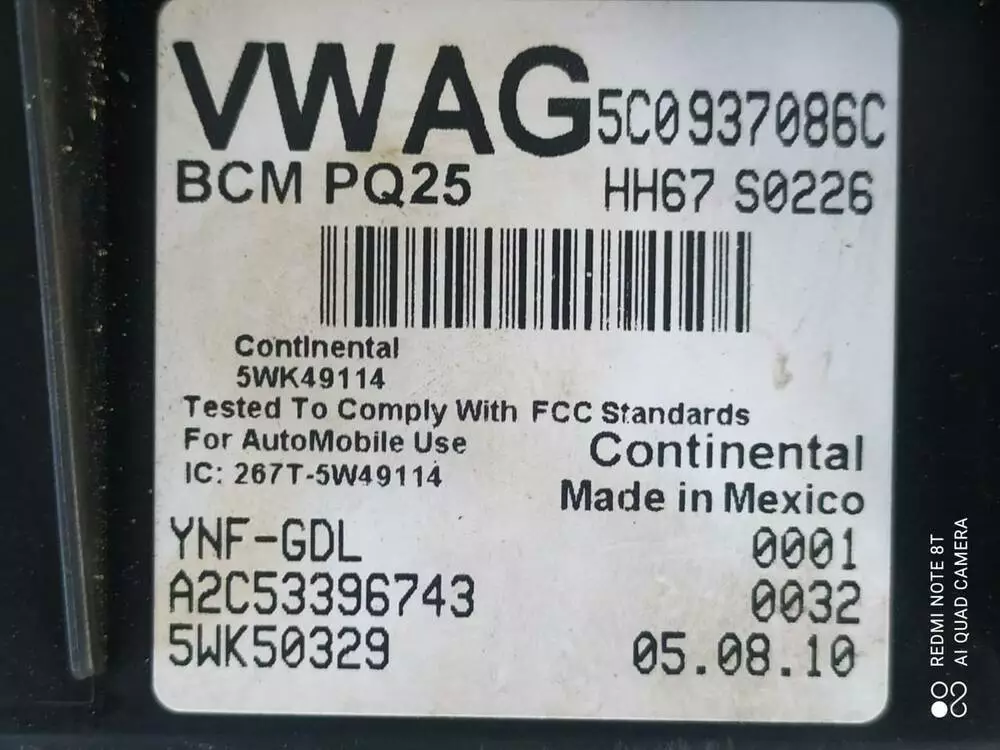 VWAG 5C0937086C
BCM PQ25 HH67 S0226
Continental
5WK49114
Tested To Comply With FCC Standards
For AutoMobile Use
IC: 267T-5W49114
Continental
Made in Mexico
YNF-GDL 0001
A2C53396743 0032
5WK50329 05.08.10
REDMI NOTE 8T
AI QUAD CAMERA